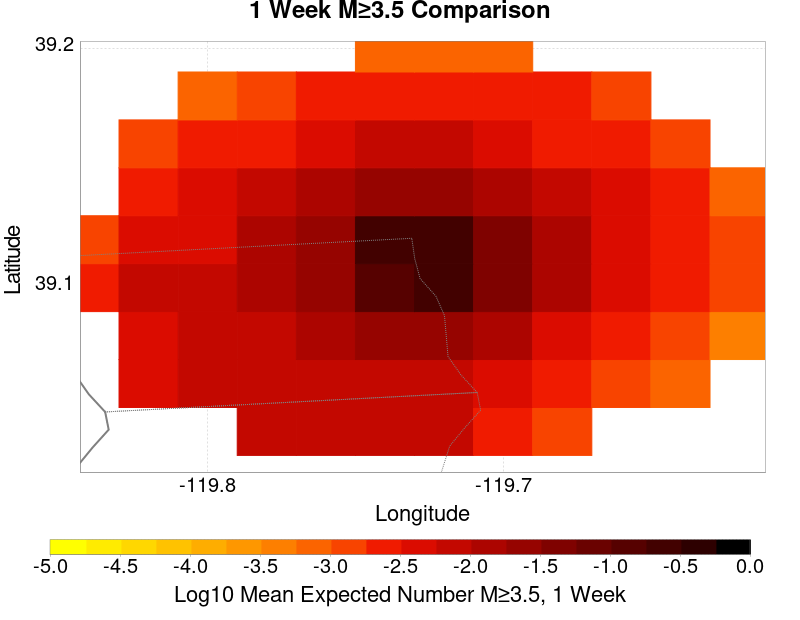 1 Week M≥3.5 Comparison
39.2
39.1
Latitude
-119.8 -119.7
Longitude
-5.0 -4.5 -4.0 -3.5 -3.0 -2.5 -2.0 -1.5 -1.0 -0.5 0.0
Log10 Mean Expected Number M≥3.5, 1 Week